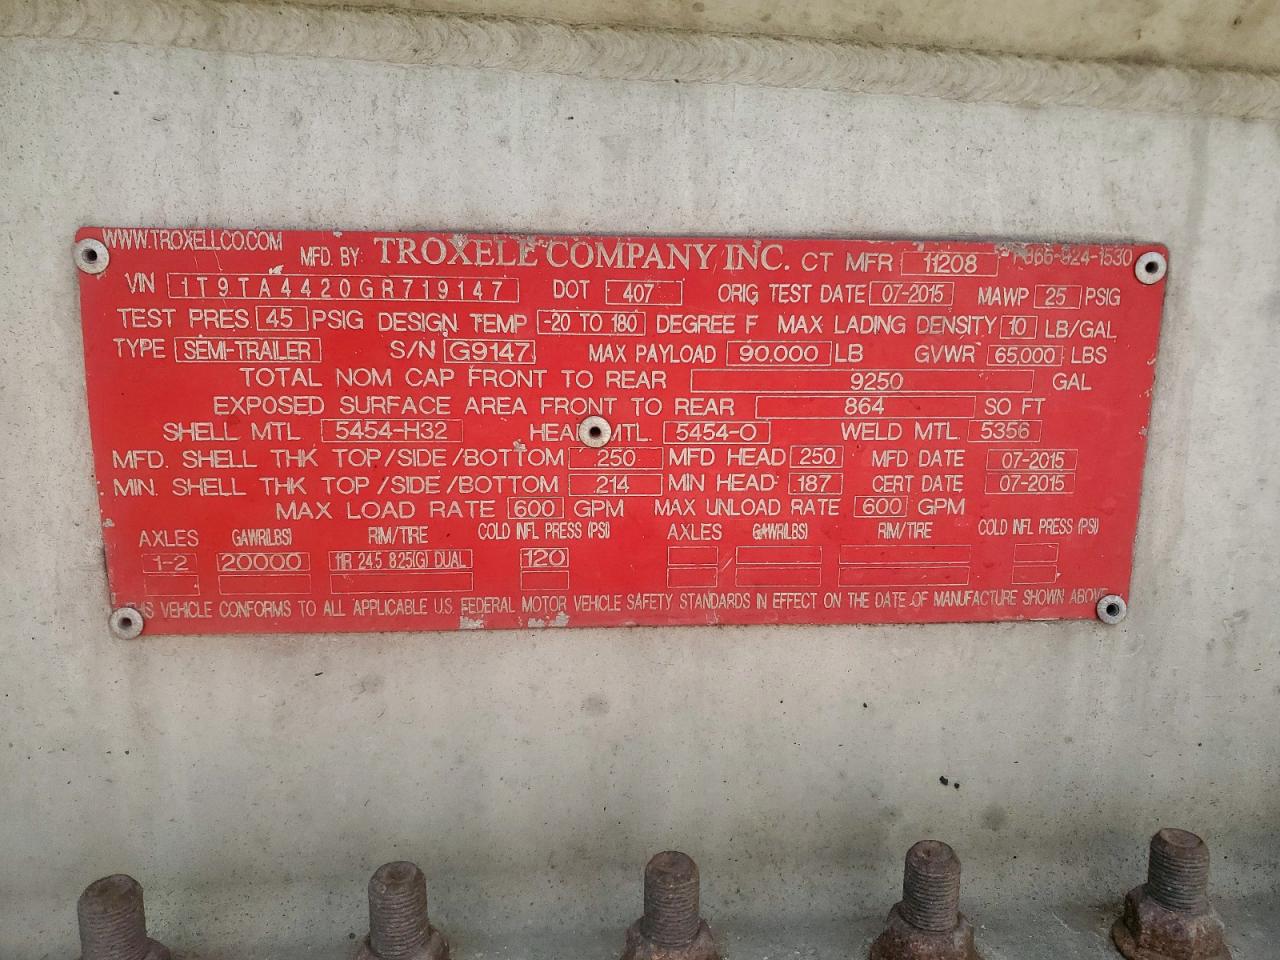 WWW.TROXELLCO.COM MFD. BY: TROXELL COMPANY INC. CT MFR 11208 866-924-1530
VIN 1T9TA4420GR719147 DOT 407 ORIG TEST DATE 07-2015 MAWP 25 PSIG
TEST PRES 45 PSIG DESIGN TEMP -20 TO 180 DEGREE F MAX LADING DENSITY 10 LB/GAL
TYPE SEMI-TRAILER S/N G9147 MAX PAYLOAD 90,000 LB GVWR 65,000 LBS
TOTAL NOM CAP FRONT TO REAR 9250 GAL
EXPOSED SURFACE AREA FRONT TO REAR 864 SO FT
SHELL MTL 5454-H32 HEAD MTL. 5454-O WELD MTL. 5356
MFD. SHELL THK TOP/SIDE/BOTTOM .250 MFD HEAD 250 MFD DATE 07-2015
MIN. SHELL THK TOP/SIDE/BOTTOM .214 MIN HEAD: .187 CERT DATE 07-2015
MAX LOAD RATE 600 GPM MAX UNLOAD RATE 600 GPM
AXLES GAWR(LBS) RIM/TIRE COLD INFL PRESS (PSI) AXLES GAWR(LBS) RIM/TIRE COLD INFL PRESS (PSI)
1-2 20000 11R 24.5 8.25(G) DUAL 120
THIS VEHICLE CONFORMS TO ALL APPLICABLE U.S. FEDERAL MOTOR VEHICLE SAFETY STANDARDS IN EFFECT ON THE DATE OF MANUFACTURE SHOWN ABOVE